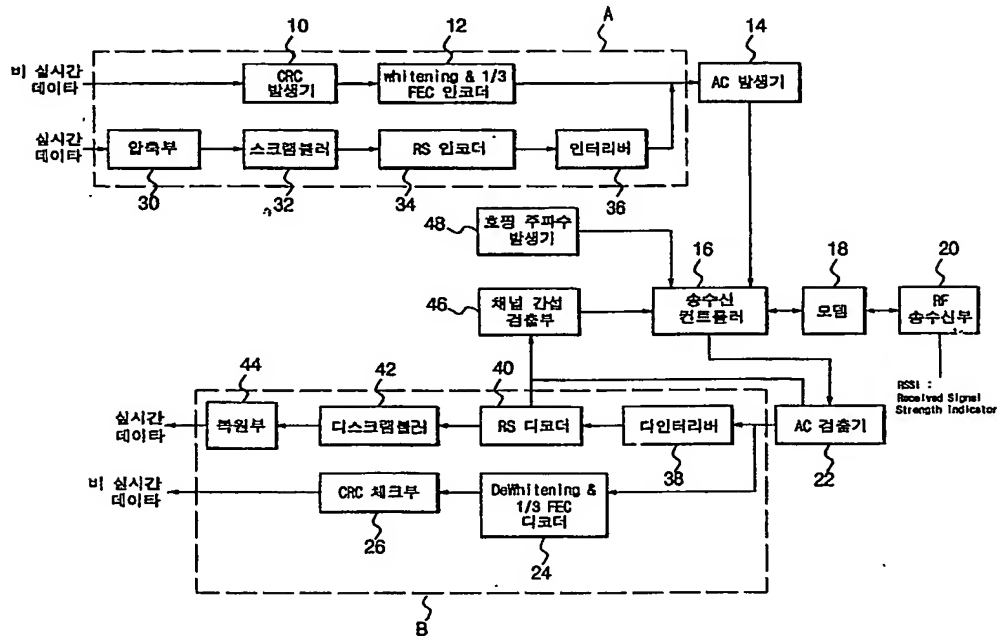 10
12
A
14
비 실시간
데이타
CRC
발생기
whitening & 1/3
FEC 인코더
AC 발생기
실시간
데이타
압축부
스크램블러
RS 인코더
인터리버
30
32
34
36
48
호핑 주파수
발생기
16
18
20
46
채널 간섭
검출부
송수신
컨트롤러
모뎀
RF
송수신부
44
42
40
RSSI :
Received Signal
Strength Indicator
실시간
데이타
복원부
디스크램블러
RS 디코더
디인터리버
AC 검출기
38
22
비 실시간
데이타
CRC 체크부
DeWhitening &
1/3 FEC
디코더
26
24
B